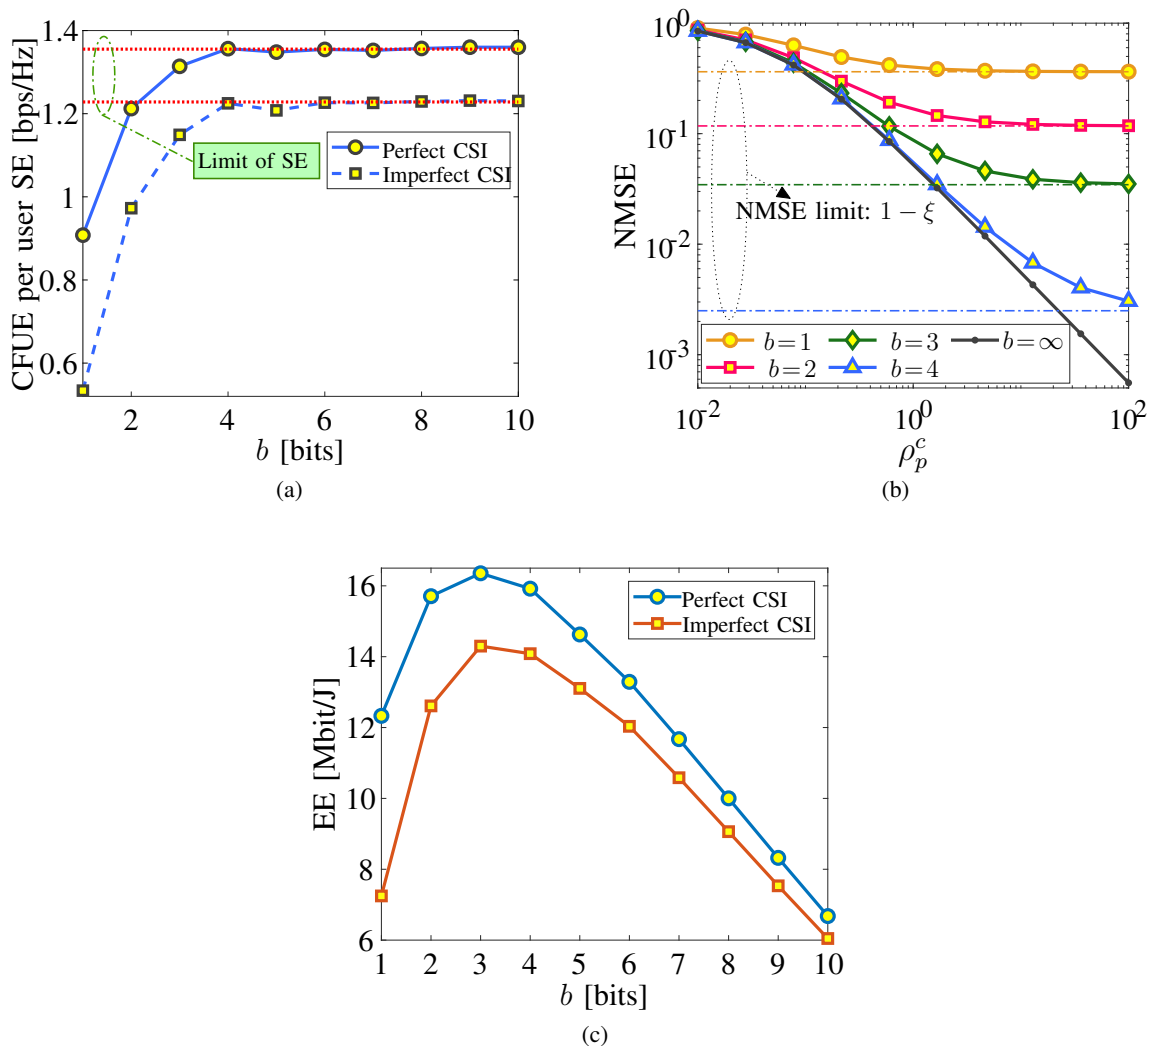 1.4
1.2
1
0.8
0.6
2
4
6
8
10
CFUE per user SE [bps/Hz]
b [bits]
Limit of SE
Perfect CSI
Imperfect CSI
(a)
10^0
10^-1
10^-2
10^-3
10^-2
10^0
10^2
NMSE
ρ_p^c
NMSE limit: 1 − ξ
b=1
b=3
b=∞
b=2
b=4
(b)
16
14
12
10
8
6
1
2
3
4
5
6
7
8
9
10
EE [Mbit/J]
b [bits]
Perfect CSI
Imperfect CSI
(c)